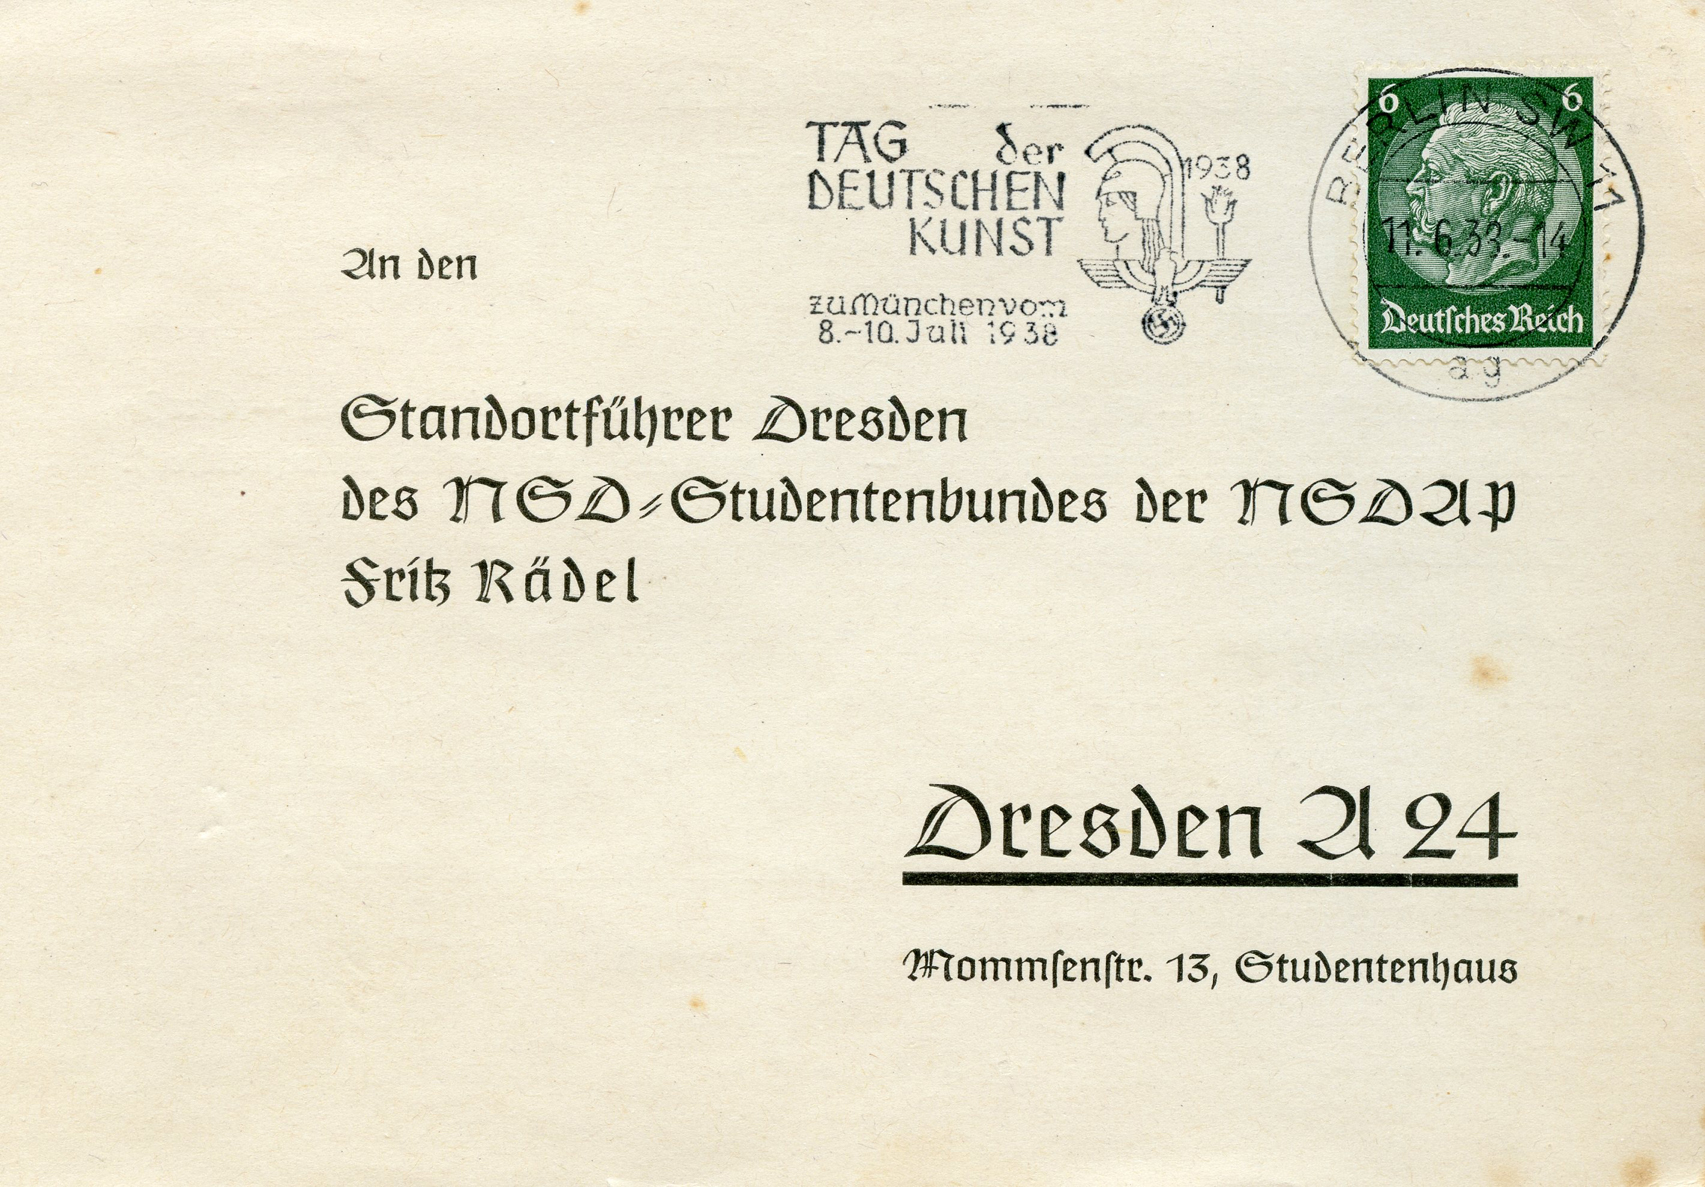 TAG der
DEUTSCHEN
KUNST
1938
zu München vom
8.-10. Juli 1938
BERLIN SW 11
11.6.38.-14
ag
6 6
Deutſches Reich
An den
Standortführer Dresden
des NSD-Studentenbundes der NSDAP
Fritz Rädel
Dresden A 24
Mommſenſtr. 13, Studentenhaus